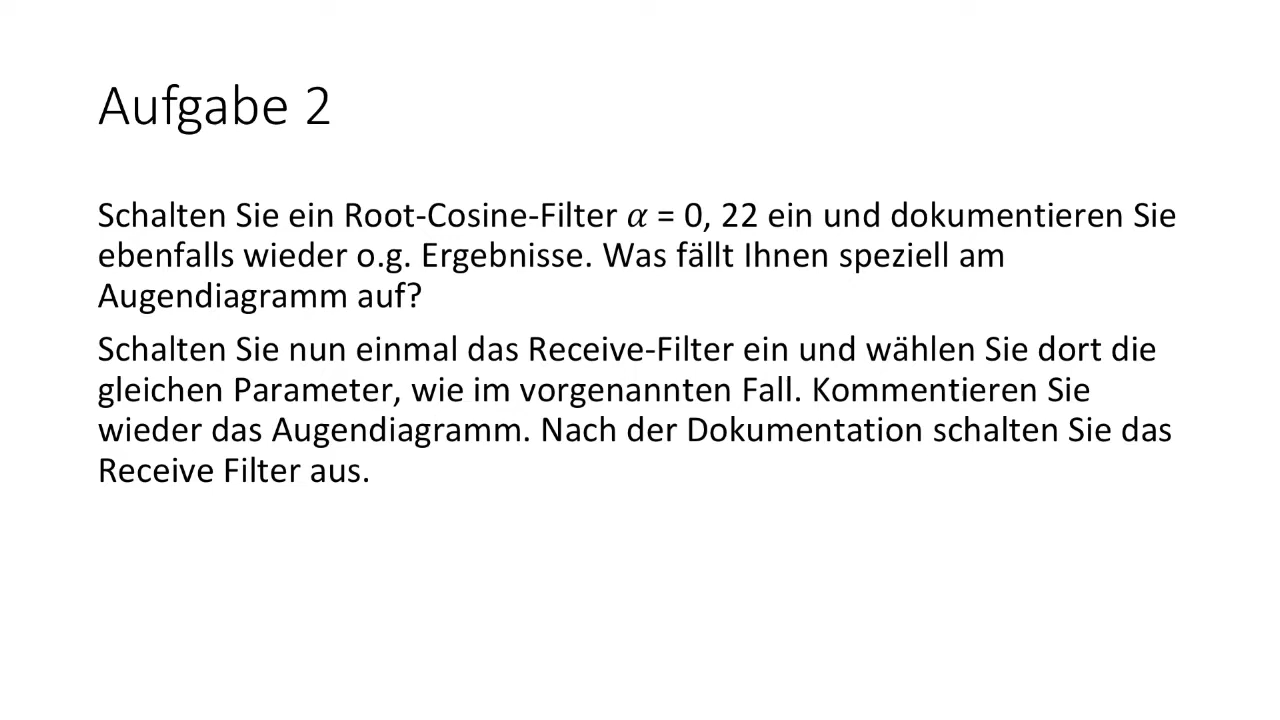 Aufgabe 2
Schalten Sie ein Root-Cosine-Filter 𝛼 = 0, 22 ein und dokumentieren Sie
ebenfalls wieder o.g. Ergebnisse. Was fällt Ihnen speziell am
Augendiagramm auf?
Schalten Sie nun einmal das Receive-Filter ein und wählen Sie dort die
gleichen Parameter, wie im vorgenannten Fall. Kommentieren Sie
wieder das Augendiagramm. Nach der Dokumentation schalten Sie das
Receive Filter aus.